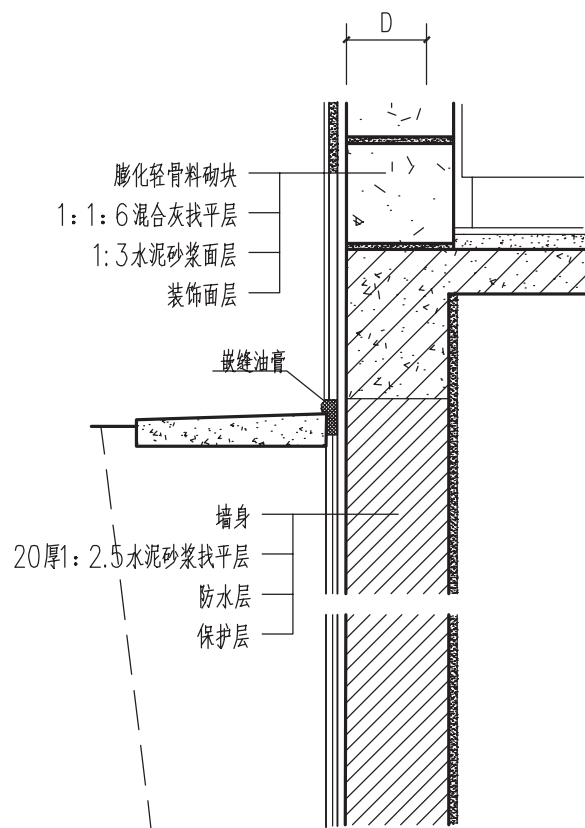 D
膨化轻骨料砌块
1:1:6混合灰找平层
1:3水泥砂浆面层
装饰面层
嵌缝油膏
墙身
20厚1:2.5水泥砂浆找平层
防水层
保护层